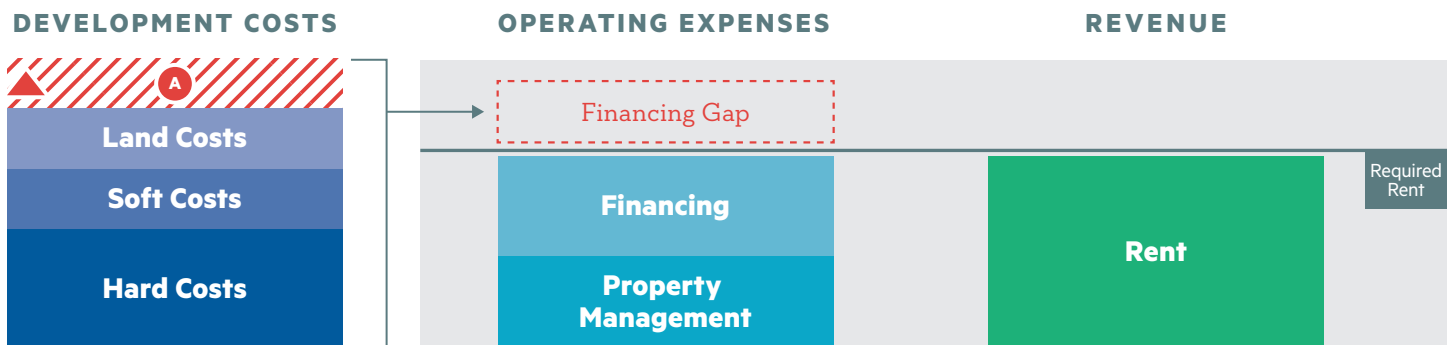 DEVELOPMENT COSTS
OPERATING EXPENSES
REVENUE
A
Land Costs
Soft Costs
Hard Costs
Financing Gap
Financing
Property
Management
Rent
Required
Rent